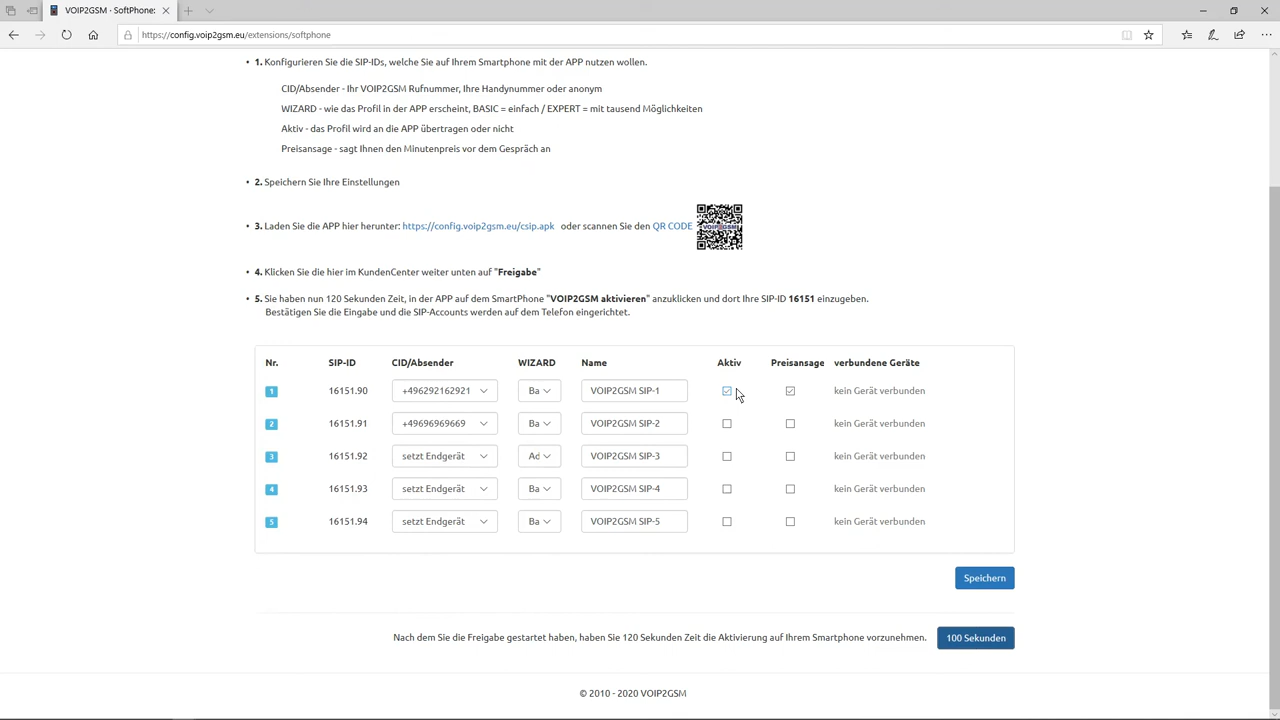 VOIP2GSM - SoftPhone:
https://config.voip2gsm.eu/extensions/softphone
• 1. Konfigurieren Sie die SIP-IDs, welche Sie auf Ihrem Smartphone mit der APP nutzen wollen.
CID/Absender - Ihr VOIP2GSM Rufnummer, Ihre Handynummer oder anonym
WIZARD - wie das Profil in der APP erscheint, BASIC = einfach / EXPERT = mit tausend Möglichkeiten
Aktiv - das Profil wird an die APP übertragen oder nicht
Preisansage - sagt Ihnen den Minutenpreis vor dem Gespräch an
• 2. Speichern Sie Ihre Einstellungen
• 3. Laden Sie die APP hier herunter: https://config.voip2gsm.eu/csip.apk oder scannen Sie den QR CODE VOIP2GSM
• 4. Klicken Sie die hier im KundenCenter weiter unten auf "Freigabe"
• 5. Sie haben nun 120 Sekunden Zeit, in der APP auf dem SmartPhone "VOIP2GSM aktivieren" anzuklicken und dort Ihre SIP-ID 16151 einzugeben.
Bestätigen Sie die Eingabe und die SIP-Accounts werden auf dem Telefon eingerichtet.
Nr. SIP-ID CID/Absender WIZARD Name Aktiv Preisansage verbundene Geräte
1 16151.90 +496292162921 Ba VOIP2GSM SIP-1 kein Gerät verbunden
2 16151.91 +49696969669 Ba VOIP2GSM SIP-2 kein Gerät verbunden
3 16151.92 setzt Endgerät Ad VOIP2GSM SIP-3 kein Gerät verbunden
4 16151.93 setzt Endgerät Ba VOIP2GSM SIP-4 kein Gerät verbunden
5 16151.94 setzt Endgerät Ba VOIP2GSM SIP-5 kein Gerät verbunden
Speichern
Nach dem Sie die Freigabe gestartet haben, haben Sie 120 Sekunden Zeit die Aktivierung auf Ihrem Smartphone vorzunehmen. 100 Sekunden
© 2010 - 2020 VOIP2GSM